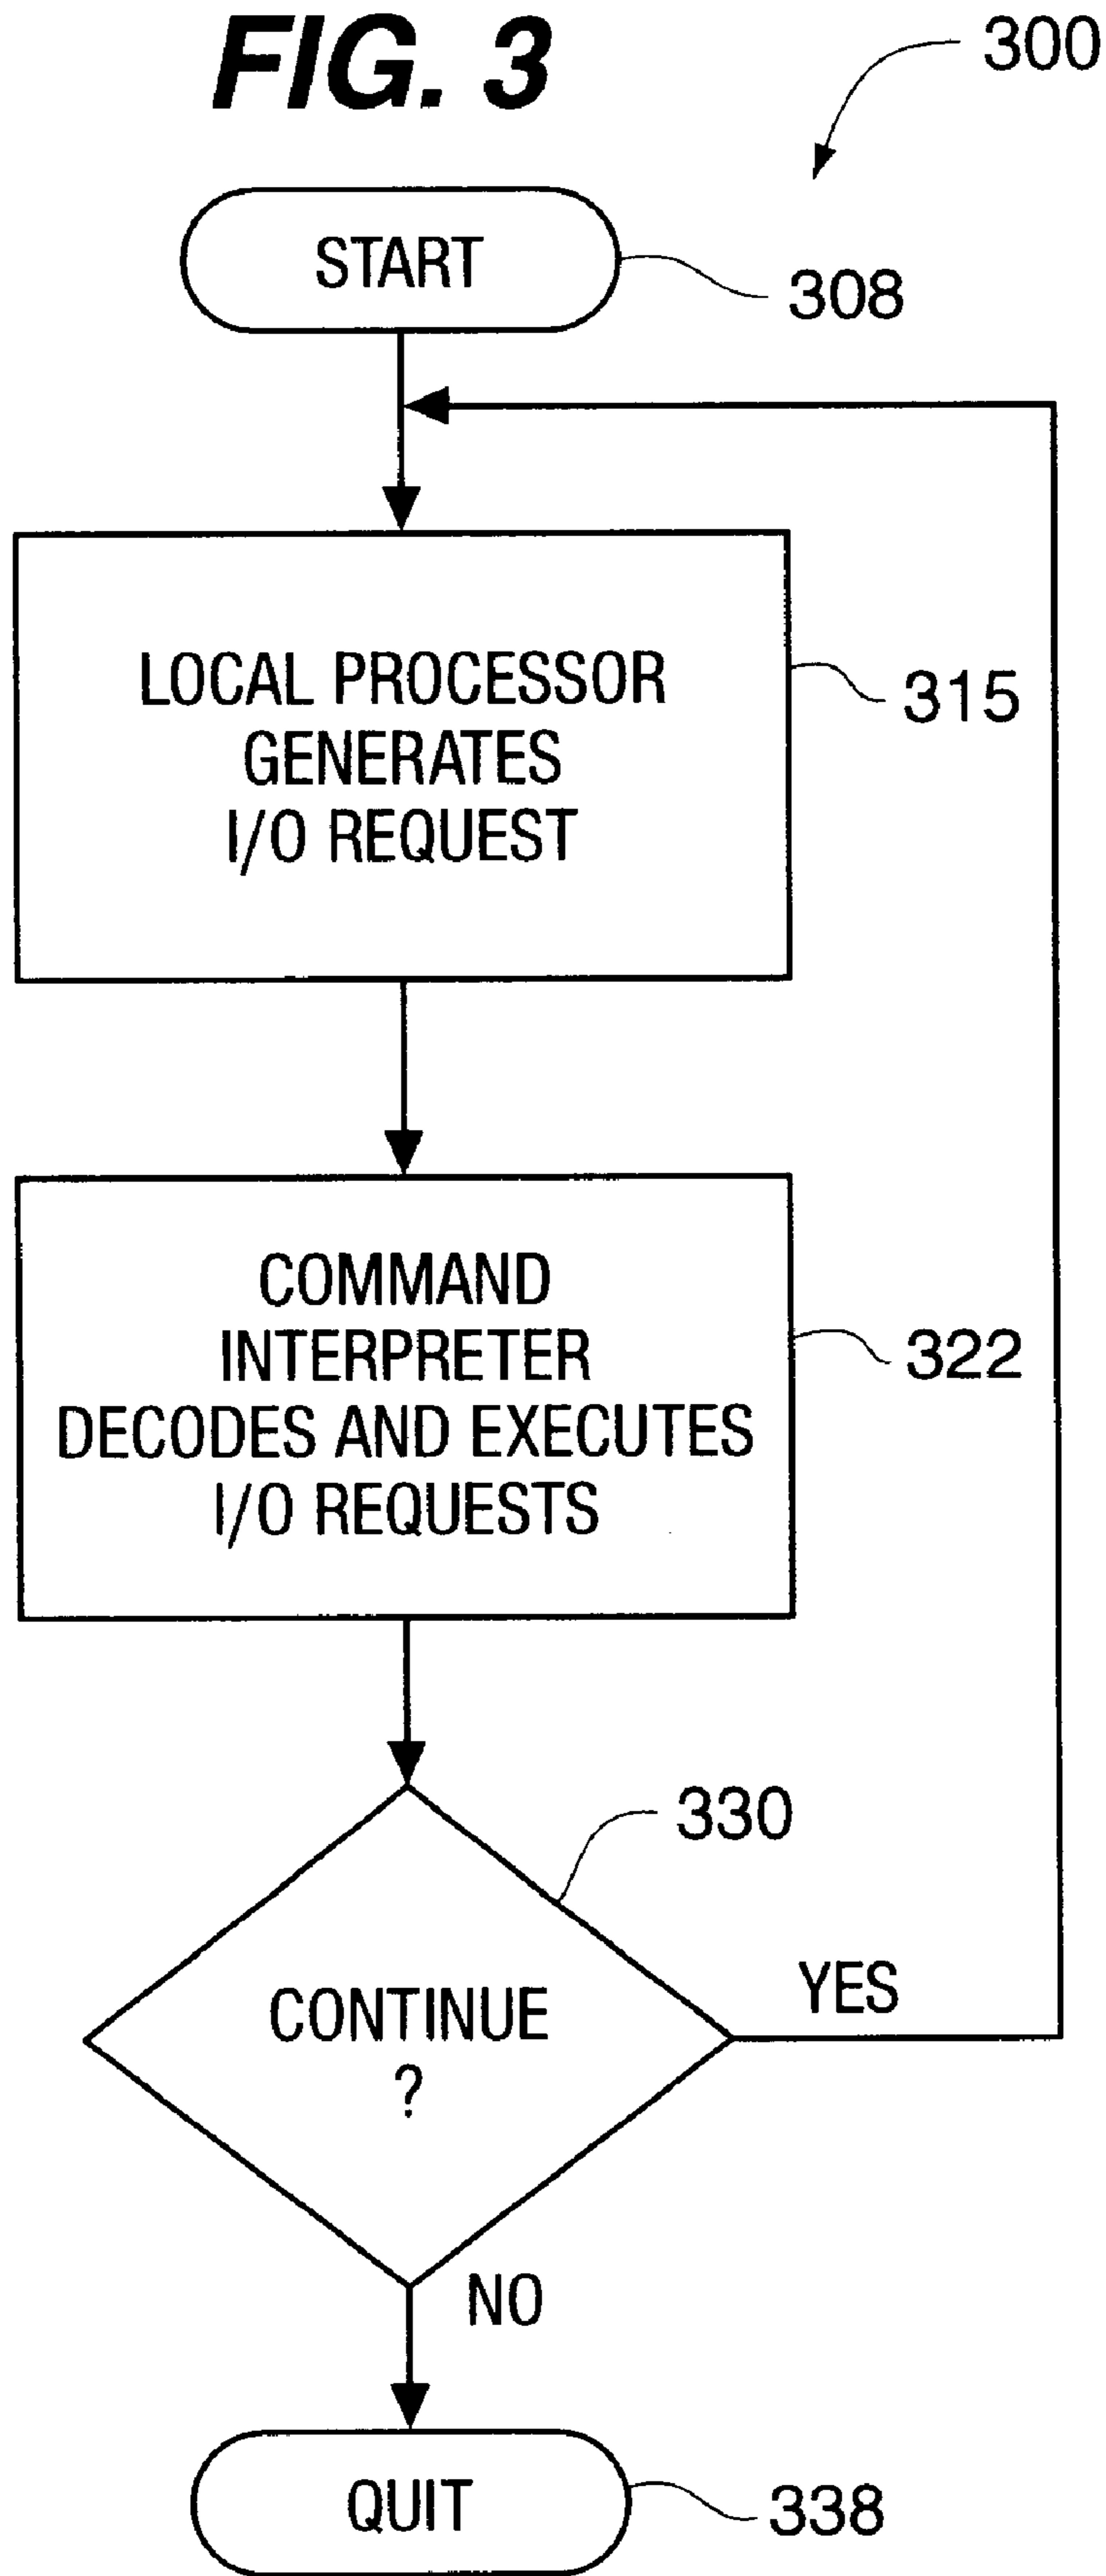 FIG. 3
300
START
308
LOCAL PROCESSOR
GENERATES
I/O REQUEST
315
COMMAND
INTERPRETER
DECODES AND EXECUTES
I/O REQUESTS
322
330
CONTINUE
?
YES
NO
QUIT
338